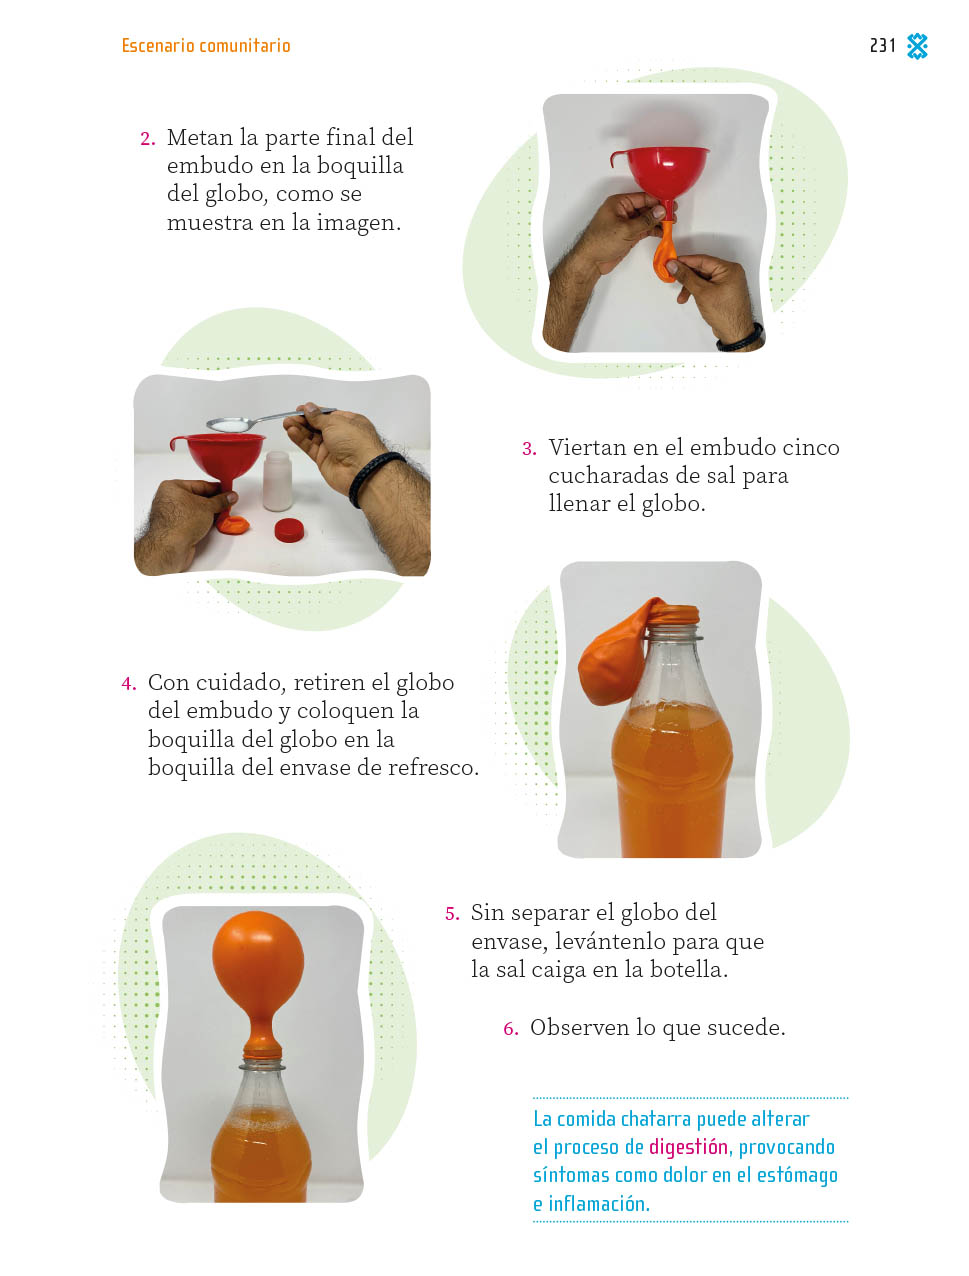 Escenario comunitario
231
2. Metan la parte final del
embudo en la boquilla
del globo, como se
muestra en la imagen.
3. Viertan en el embudo cinco
cucharadas de sal para
llenar el globo.
4. Con cuidado, retiren el globo
del embudo y coloquen la
boquilla del globo en la
boquilla del envase de refresco.
5. Sin separar el globo del
envase, levántenlo para que
la sal caiga en la botella.
6. Observen lo que sucede.
La comida chatarra puede alterar
el proceso de digestión, provocando
síntomas como dolor en el estómago
e inflamación.